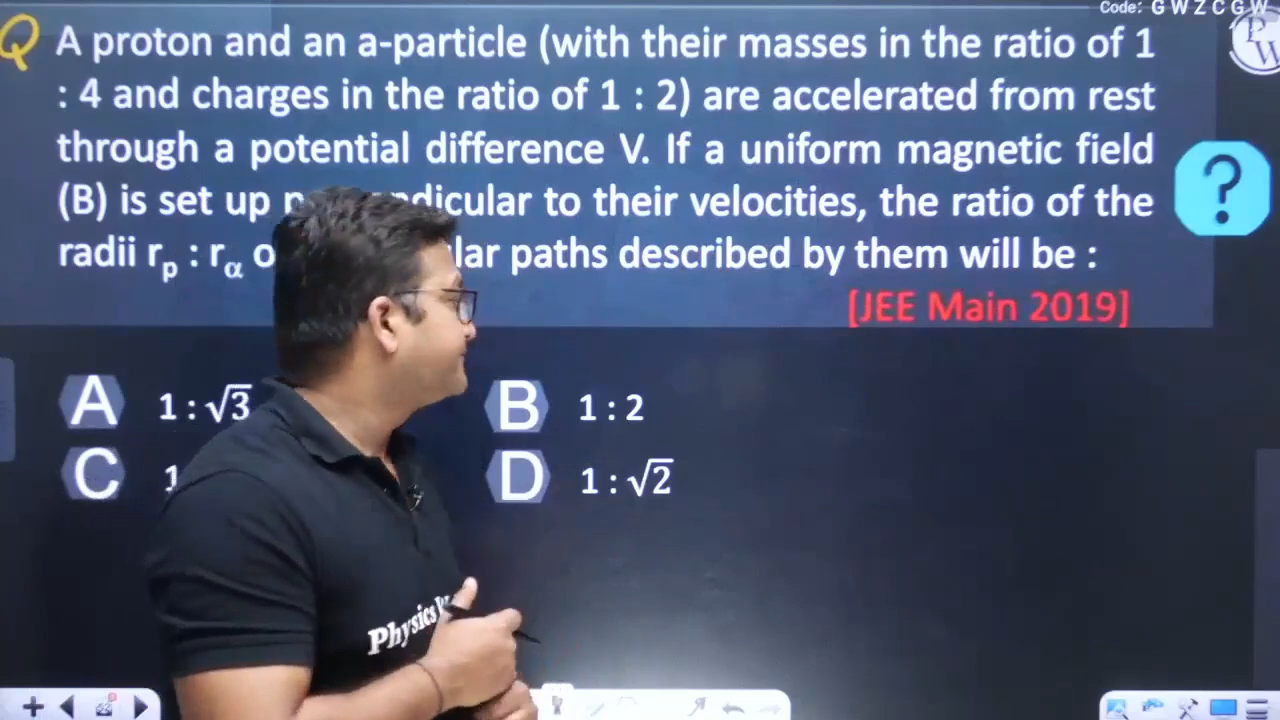 Code: G W Z C G W
Q A proton and an a-particle (with their masses in the ratio of 1
: 4 and charges in the ratio of 1 : 2) are accelerated from rest
through a potential difference V. If a uniform magnetic field
(B) is set up p ndicular to their velocities, the ratio of the
radii rₚ : rα o lar paths described by them will be :
[JEE Main 2019]
A 1 : √3 B 1 : 2
C 1 D 1 : √2
Physics
PW
?